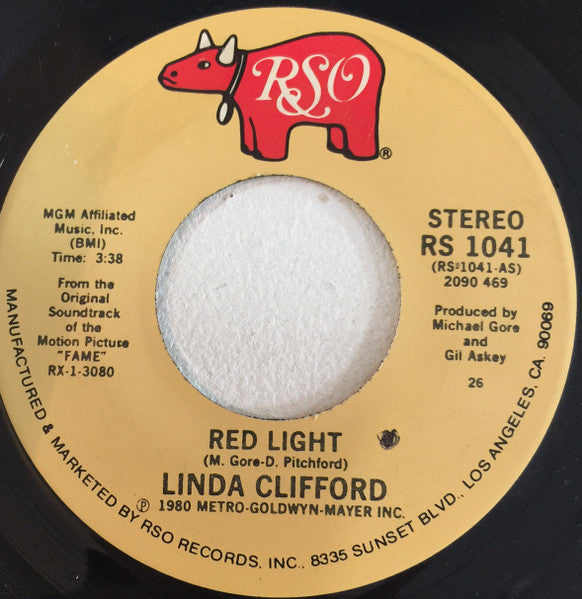 RSO
®
MGM Affiliated
Music, Inc.
(BMI)
Time: 3:38
From the
Original
Soundtrack
of the
Motion Picture
"FAME"
RX-1-3080
STEREO
RS 1041
(RS-1041-AS)
2090 469
Produced by
Michael Gore
and
Gil Askey
26
RED LIGHT
(M. Gore-D. Pitchford)
LINDA CLIFFORD
℗ 1980 METRO-GOLDWYN-MAYER INC.
MANUFACTURED & MARKETED BY RSO RECORDS, INC., 8335 SUNSET BLVD., LOS ANGELES, CA. 90069